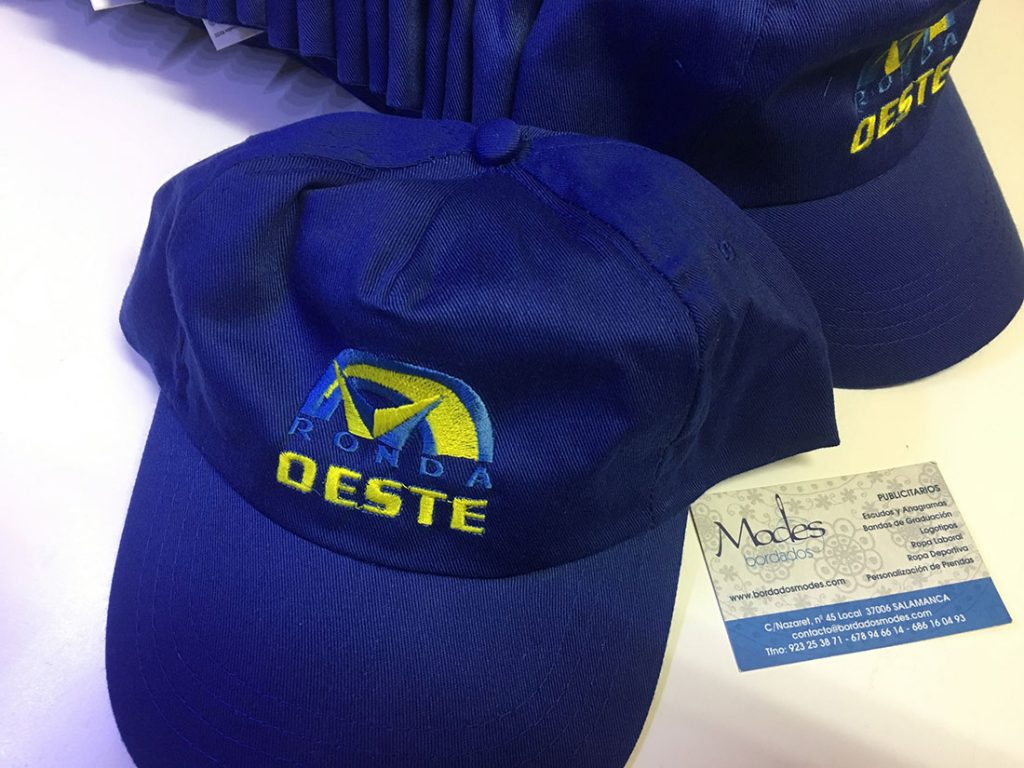 RONDA
OESTE
RONDA
OESTE
Modes
bordados
www.bordadosmodes.com
PUBLICITARIOS
Escudos y Anagramas
Bandas de Graduación
Logotipos
Ropa Laboral
Ropa Deportiva
Personalización de Prendas
C/Nazaret, nº 45 Local 37006 SALAMANCA
contacto@bordadosmodes.com
Tfno: 923 25 38 71 - 678 94 66 14 - 686 16 04 93